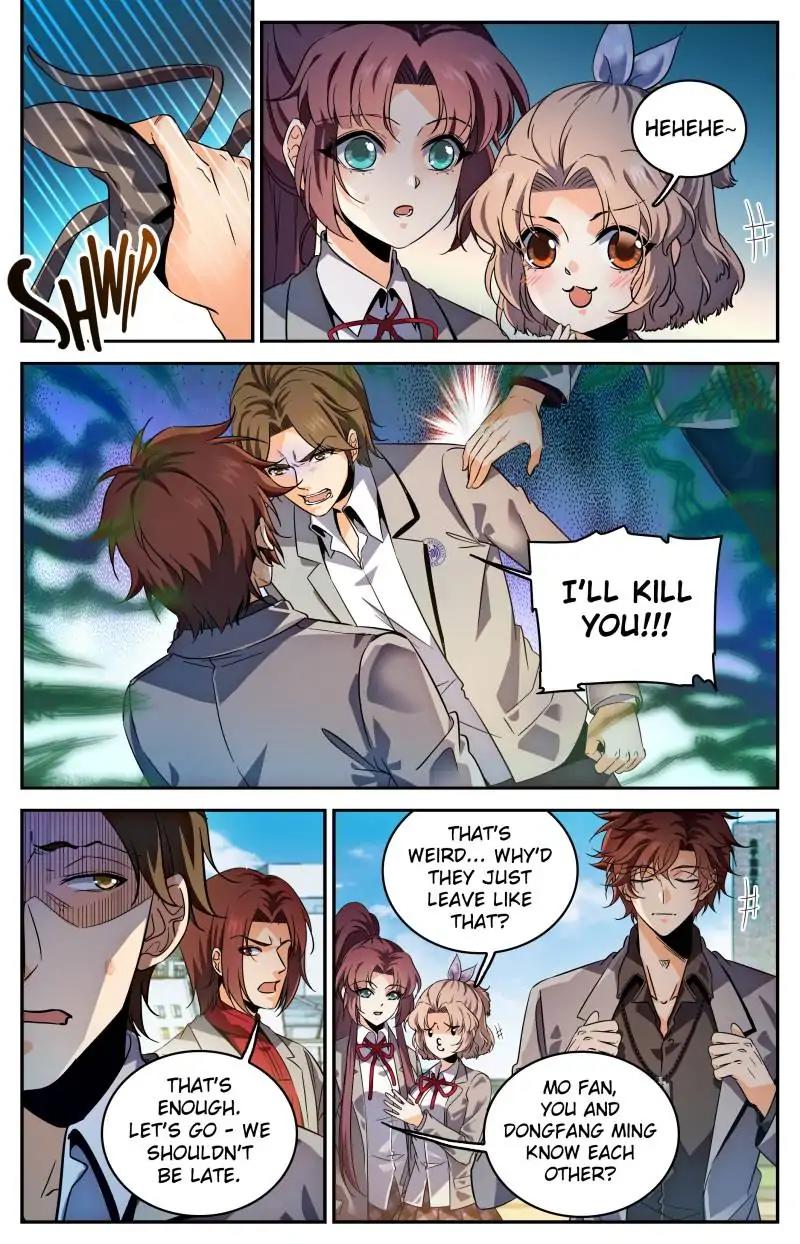 SHWIP
HEHEHE~
I'LL KILL
YOU!!!
THAT'S
ENOUGH.
LET'S GO - WE
SHOULDN'T
BE LATE.
THAT'S
WEIRD... WHY'D
THEY JUST
LEAVE LIKE
THAT?
MO FAN,
YOU AND
DONGFANG MING
KNOW EACH
OTHER?